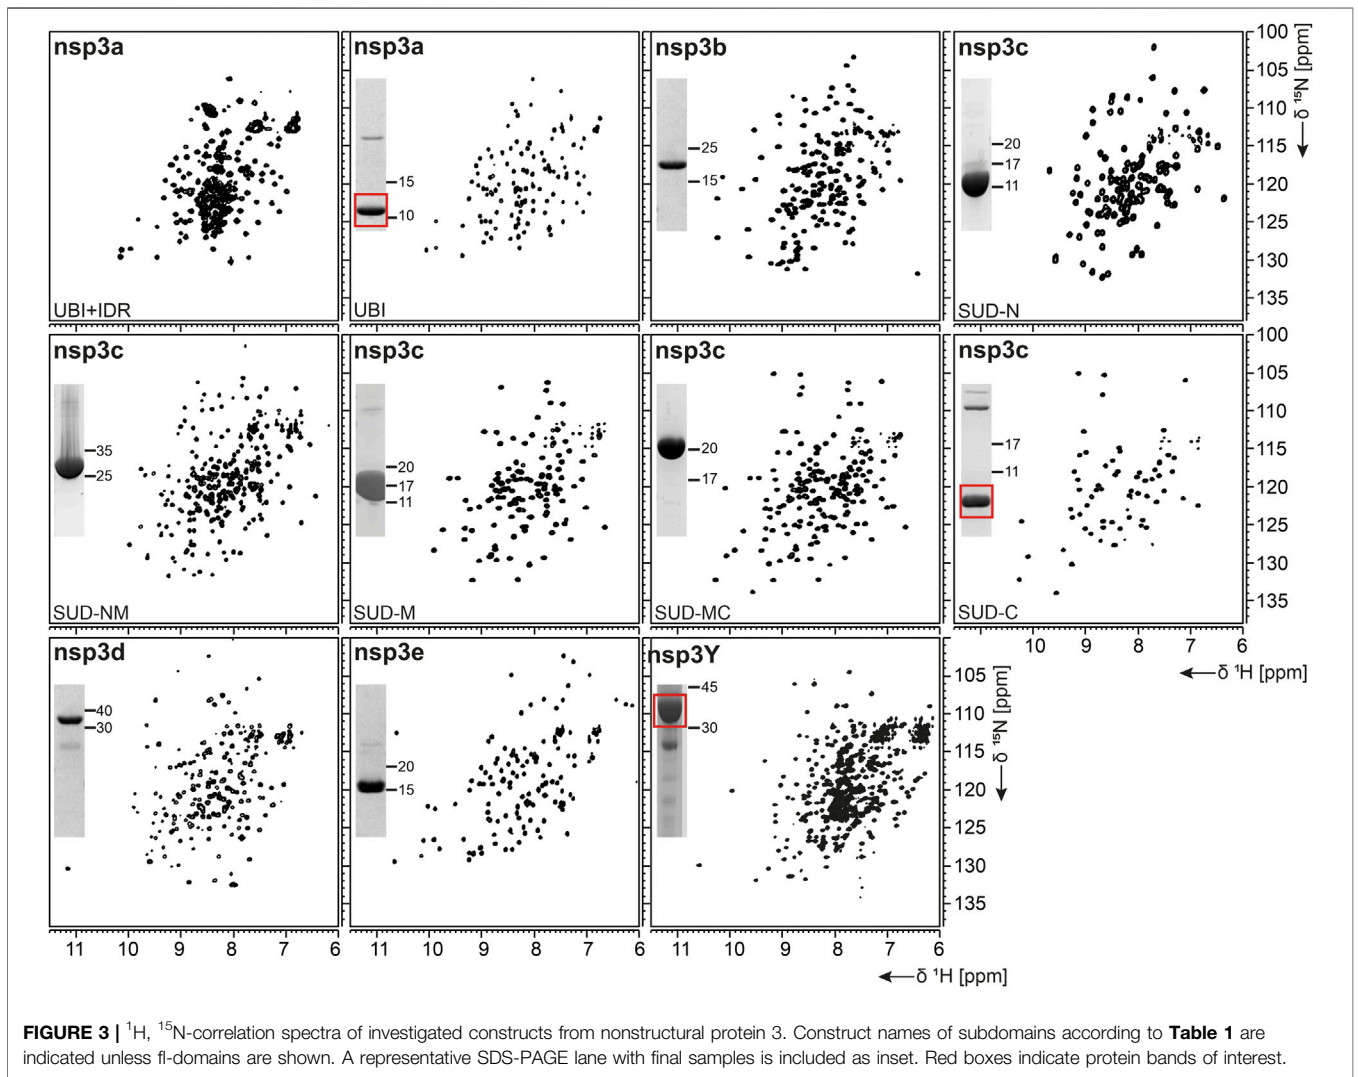 nsp3a
nsp3a
nsp3b
nsp3c
100
105
110
115
120
125
130
135
δ ¹⁵N [ppm]
15
10
25
15
20
17
11
UBI+IDR
UBI
SUD-N
nsp3c
nsp3c
nsp3c
nsp3c
100
105
110
115
120
125
130
135
35
25
20
17
11
20
17
17
11
SUD-NM
SUD-M
SUD-MC
SUD-C
10 9 8 7 6
δ ¹H [ppm]
nsp3d
nsp3e
nsp3Y
105
110
115
120
125
130
135
δ ¹⁵N [ppm]
40
30
20
15
45
30
11 10 9 8 7 6
11 10 9 8 7 6
11 10 9 8 7 6
δ ¹H [ppm]
FIGURE 3 | ¹H, ¹⁵N-correlation spectra of investigated constructs from nonstructural protein 3. Construct names of subdomains according to Table 1 are
indicated unless fl-domains are shown. A representative SDS-PAGE lane with final samples is included as inset. Red boxes indicate protein bands of interest.